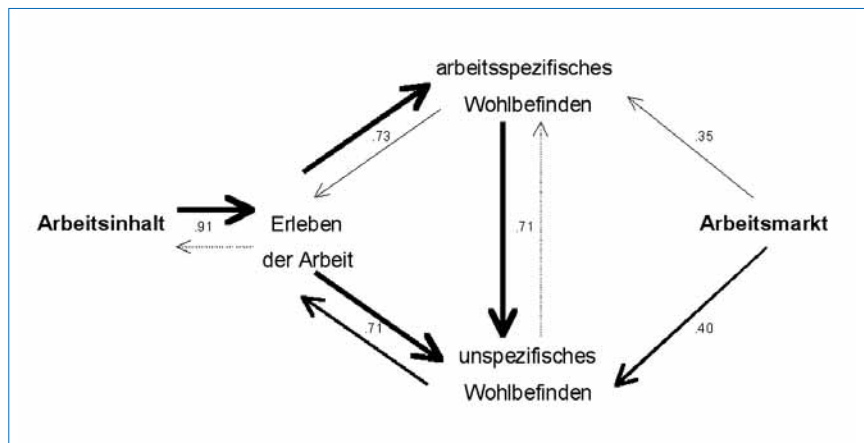 arbeitsspezifisches
Wohlbefinden
.73
.35
.91
Arbeitsinhalt
Erleben
der Arbeit
.71
Arbeitsmarkt
.71
.40
unspezifisches
Wohlbefinden